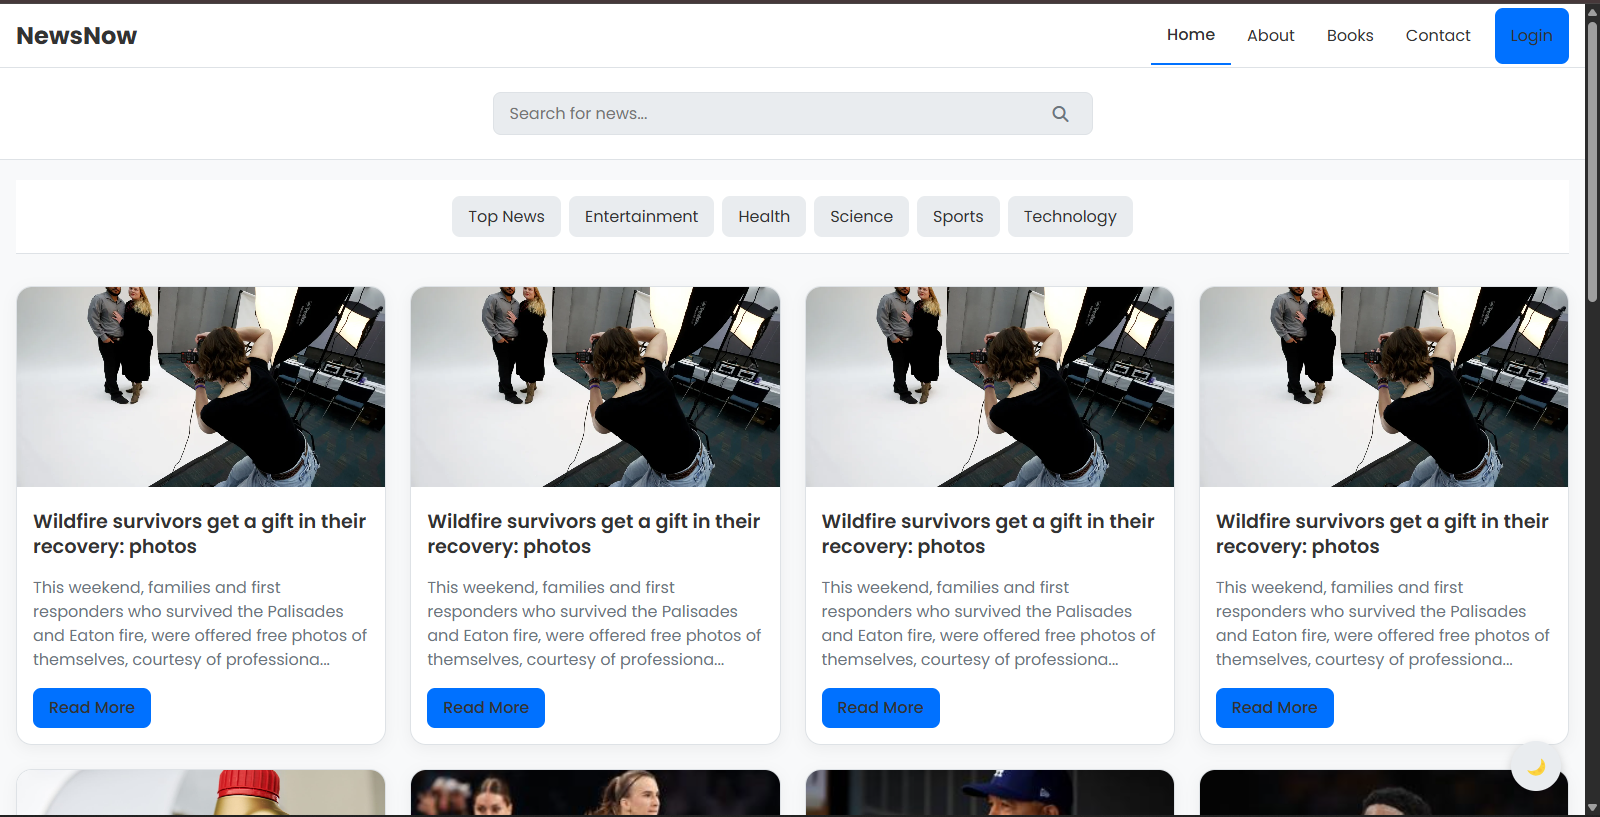 NewsNow
Home About Books Contact Login
Search for news...
Top News Entertainment Health Science Sports Technology
Wildfire survivors get a gift in their
recovery: photos
This weekend, families and first
responders who survived the Palisades
and Eaton fire, were offered free photos of
themselves, courtesy of professiona...
Read More
Wildfire survivors get a gift in their
recovery: photos
This weekend, families and first
responders who survived the Palisades
and Eaton fire, were offered free photos of
themselves, courtesy of professiona...
Read More
Wildfire survivors get a gift in their
recovery: photos
This weekend, families and first
responders who survived the Palisades
and Eaton fire, were offered free photos of
themselves, courtesy of professiona...
Read More
Wildfire survivors get a gift in their
recovery: photos
This weekend, families and first
responders who survived the Palisades
and Eaton fire, were offered free photos of
themselves, courtesy of professiona...
Read More